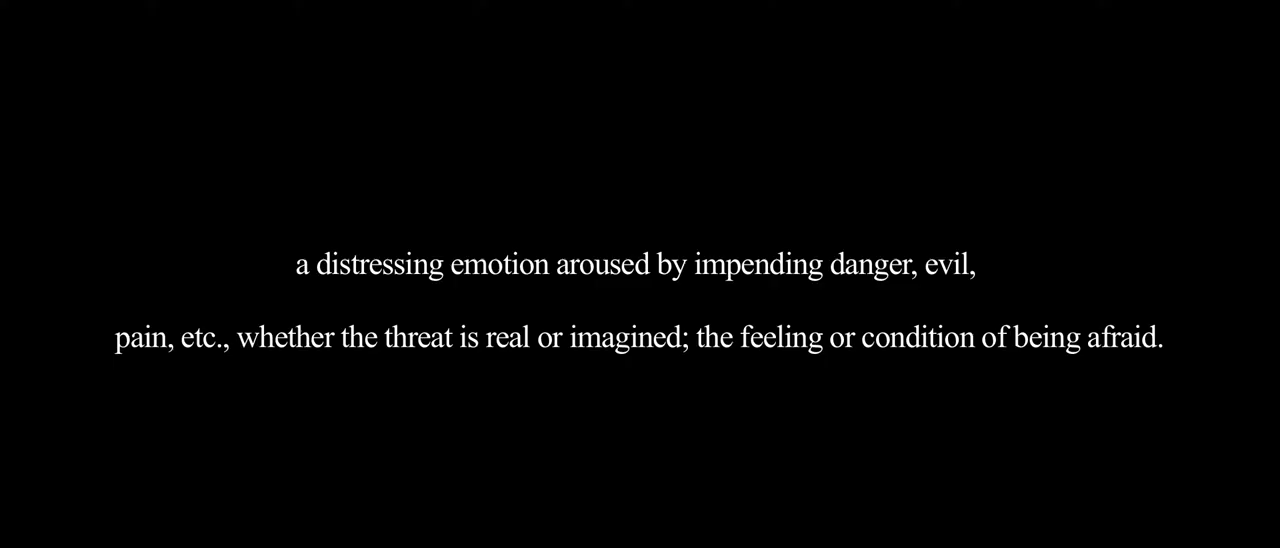 a distressing emotion aroused by impending danger, evil,
pain, etc., whether the threat is real or imagined; the feeling or condition of being afraid.